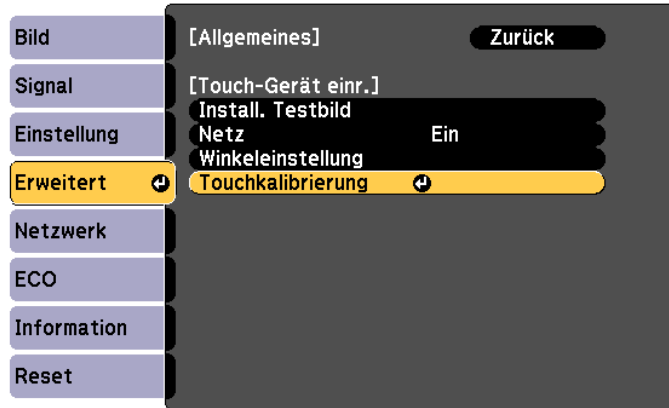 Bild
Signal
Einstellung
Erweitert
Netzwerk
ECO
Information
Reset
[Allgemeines] Zurück
[Touch-Gerät einr.]
Install. Testbild
Netz Ein
Winkeleinstellung
Touchkalibrierung